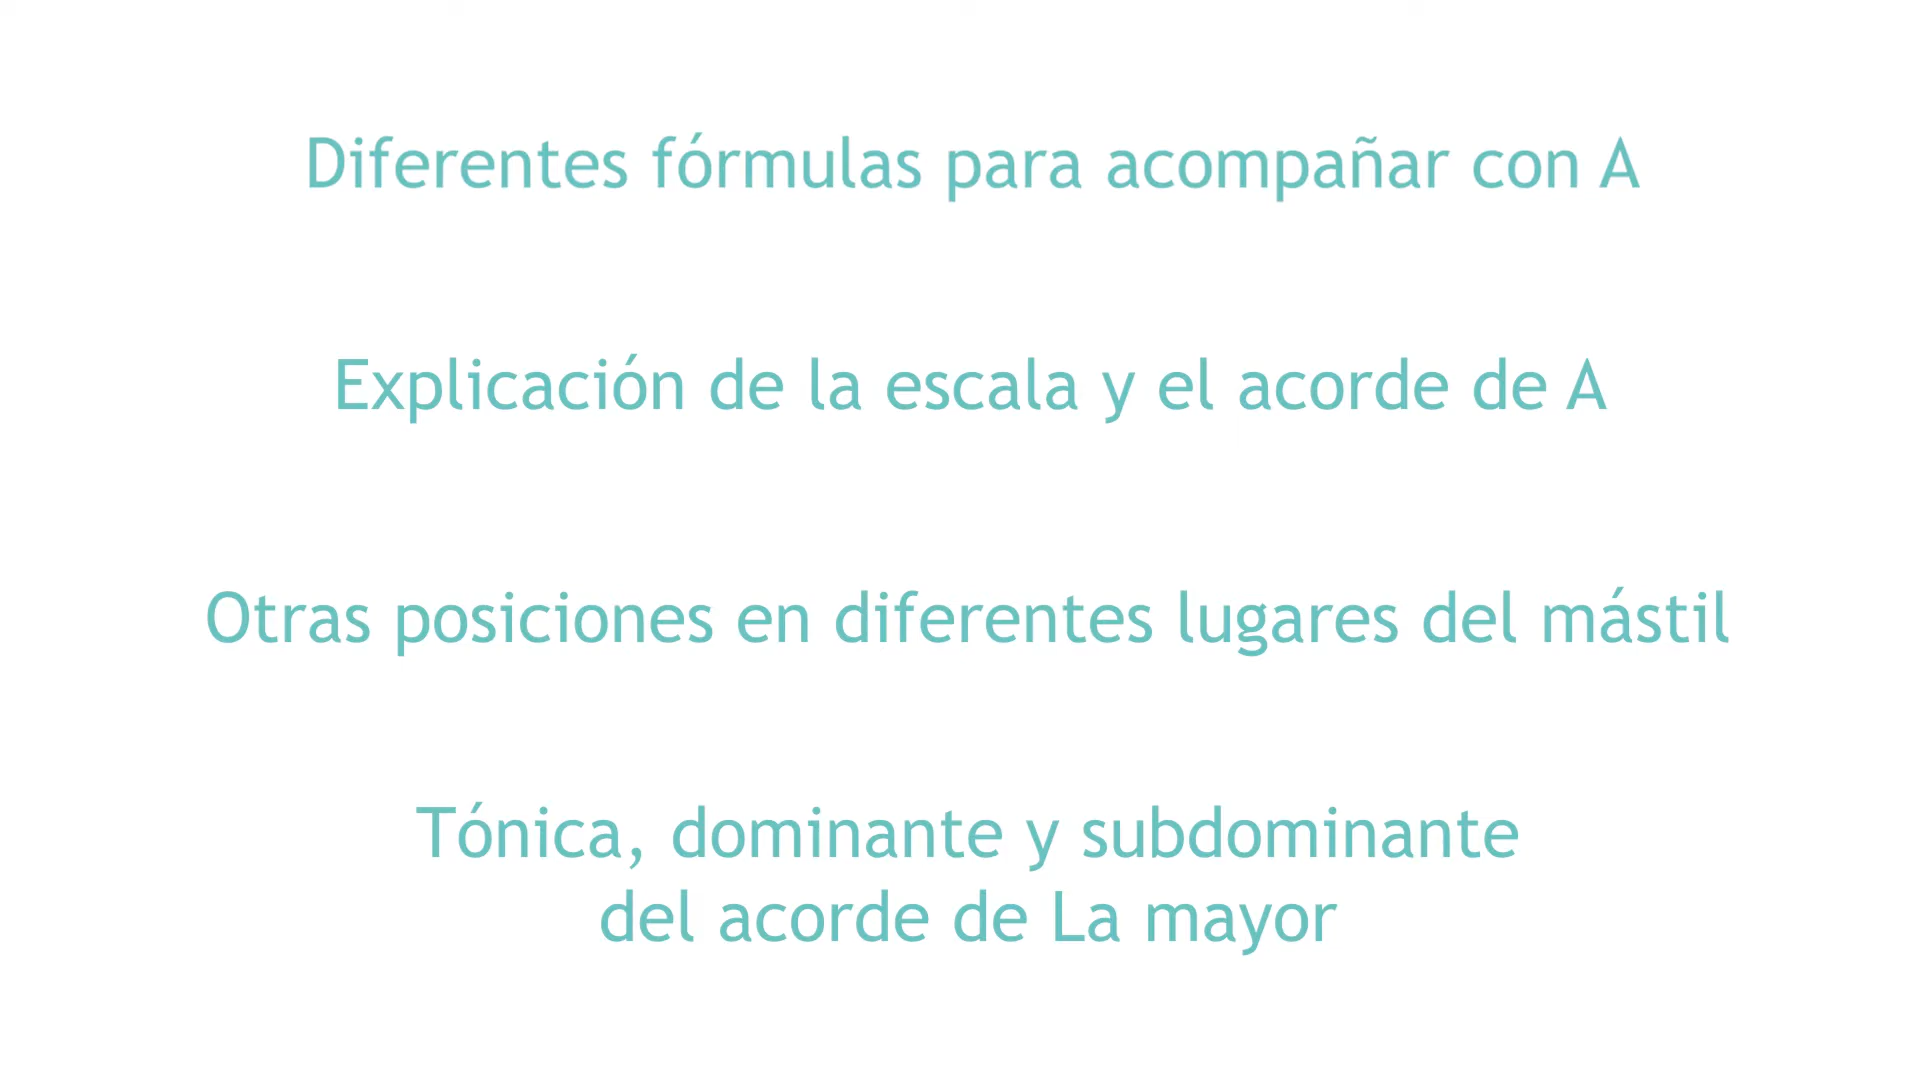 Diferentes fórmulas para acompañar con A
Explicación de la escala y el acorde de A
Otras posiciones en diferentes lugares del mástil
Tónica, dominante y subdominante
del acorde de La mayor